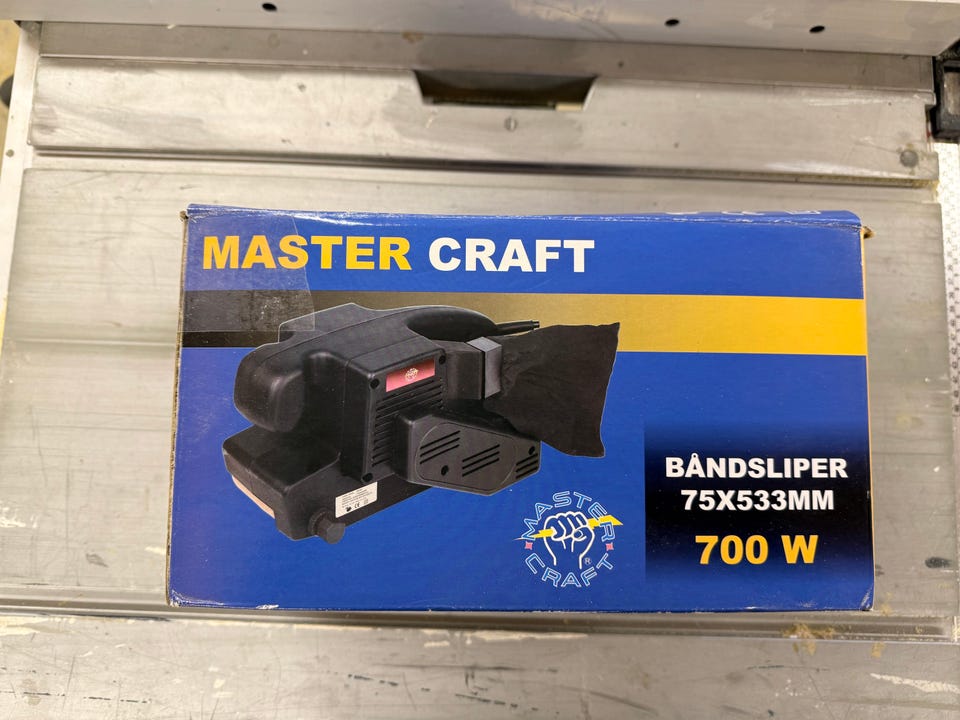 MASTER CRAFT
BÅNDSLIPER
75X533MM
700 W
MASTER
CRAFT
®